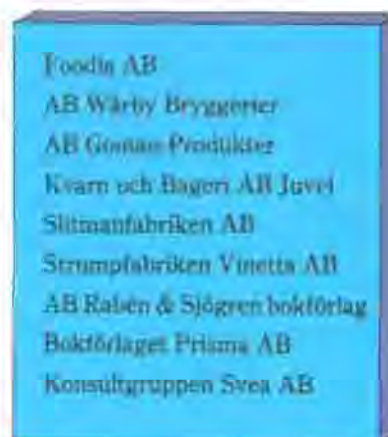 Foodia AB
AB Wårby Bryggerier
AB Goman-Produkter
Kvarn och Bageri AB Juvel
Slitmanfabriken AB
Strumpfabriken Vinetta AB
AB Rabén & Sjögren bokförlag
Bokförlaget Prisma AB
Konsultgruppen Svea AB